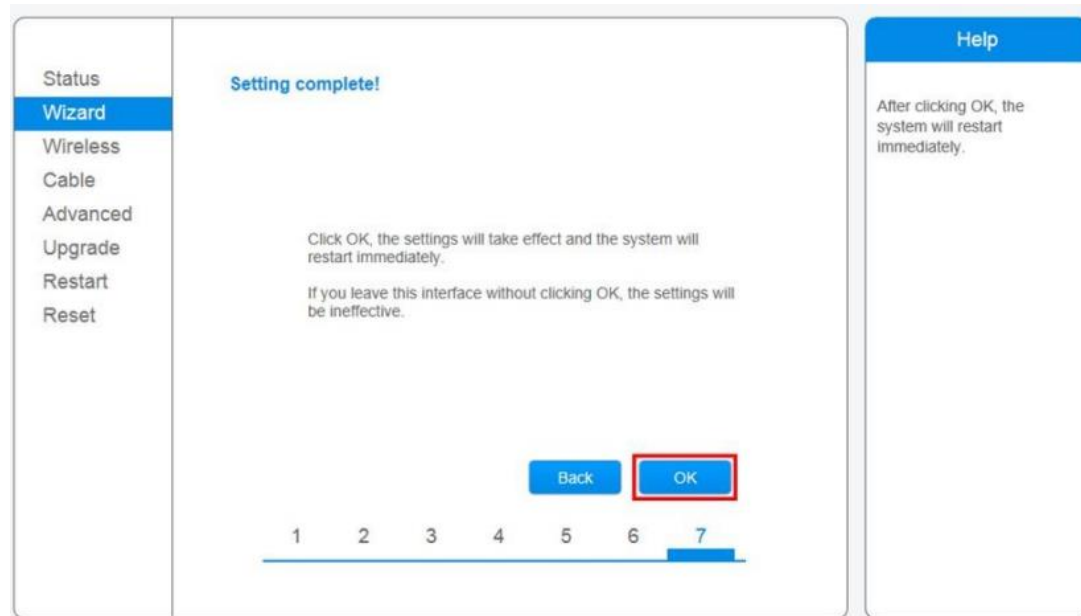 Status
Wizard
Wireless
Cable
Advanced
Upgrade
Restart
Reset
Setting complete!
Click OK, the settings will take effect and the system will
restart immediately.
If you leave this interface without clicking OK, the settings will
be ineffective.
Back
OK
1 2 3 4 5 6 7
Help
After clicking OK, the
system will restart
immediately.